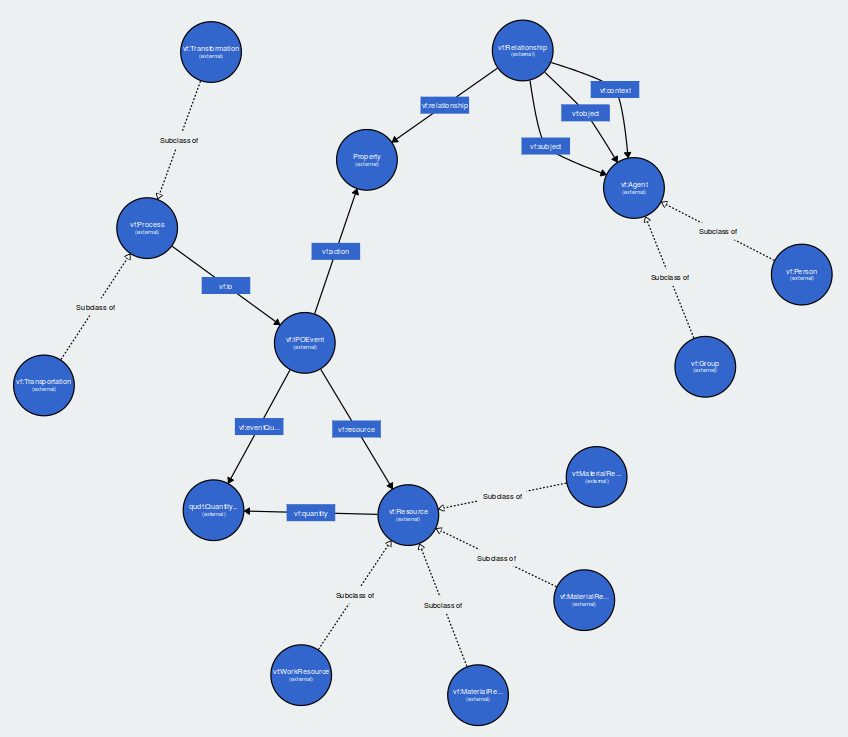 vf:Transformation
(external)
vf:Relationship
(external)
vf:context
vf:relationship
vf:object
Subclass of
vf:subject
Property
(external)
vf:Agent
(external)
vf:Process
(external)
Subclass of
vf:action
vf:Person
(external)
Subclass of
vf:io
Subclass of
vf:IPOEvent
(external)
vf:Group
(external)
vf:Transportation
(external)
vf:eventQu...
vf:resource
vf:MaterialRe...
(external)
Subclass of
qudt:Quantity...
(external)
vf:quantity
vf:Resource
(external)
Subclass of
Subclass of
vf:MaterialRe...
(external)
Subclass of
vf:WorkResource
(external)
vf:MaterialRe...
(external)